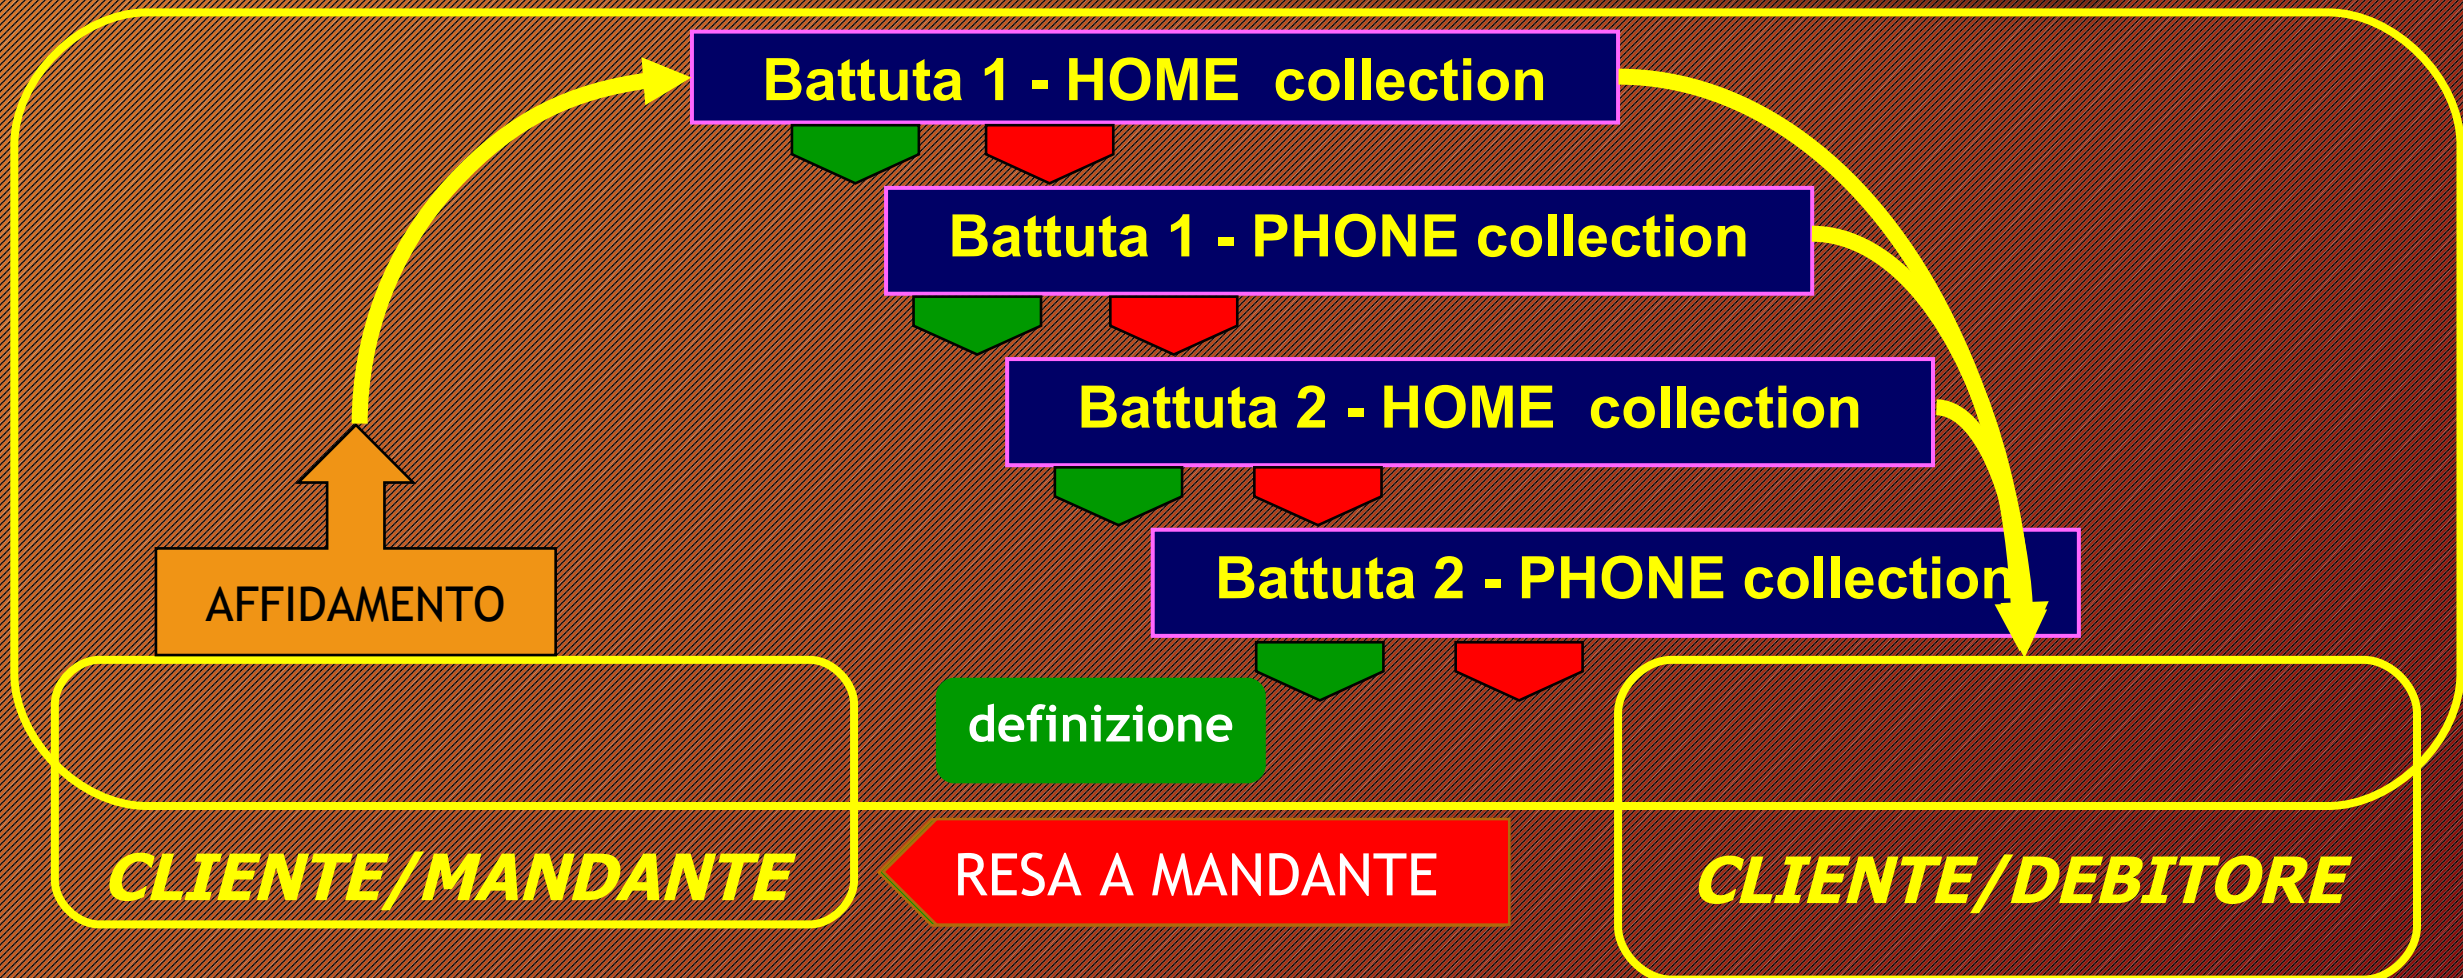 Battuta 1 - HOME collection
Battuta 1 - PHONE collection
Battuta 2 - HOME collection
Battuta 2 - PHONE collection
AFFIDAMENTO
definizione
CLIENTE/MANDANTE
RESA A MANDANTE
CLIENTE/DEBITORE